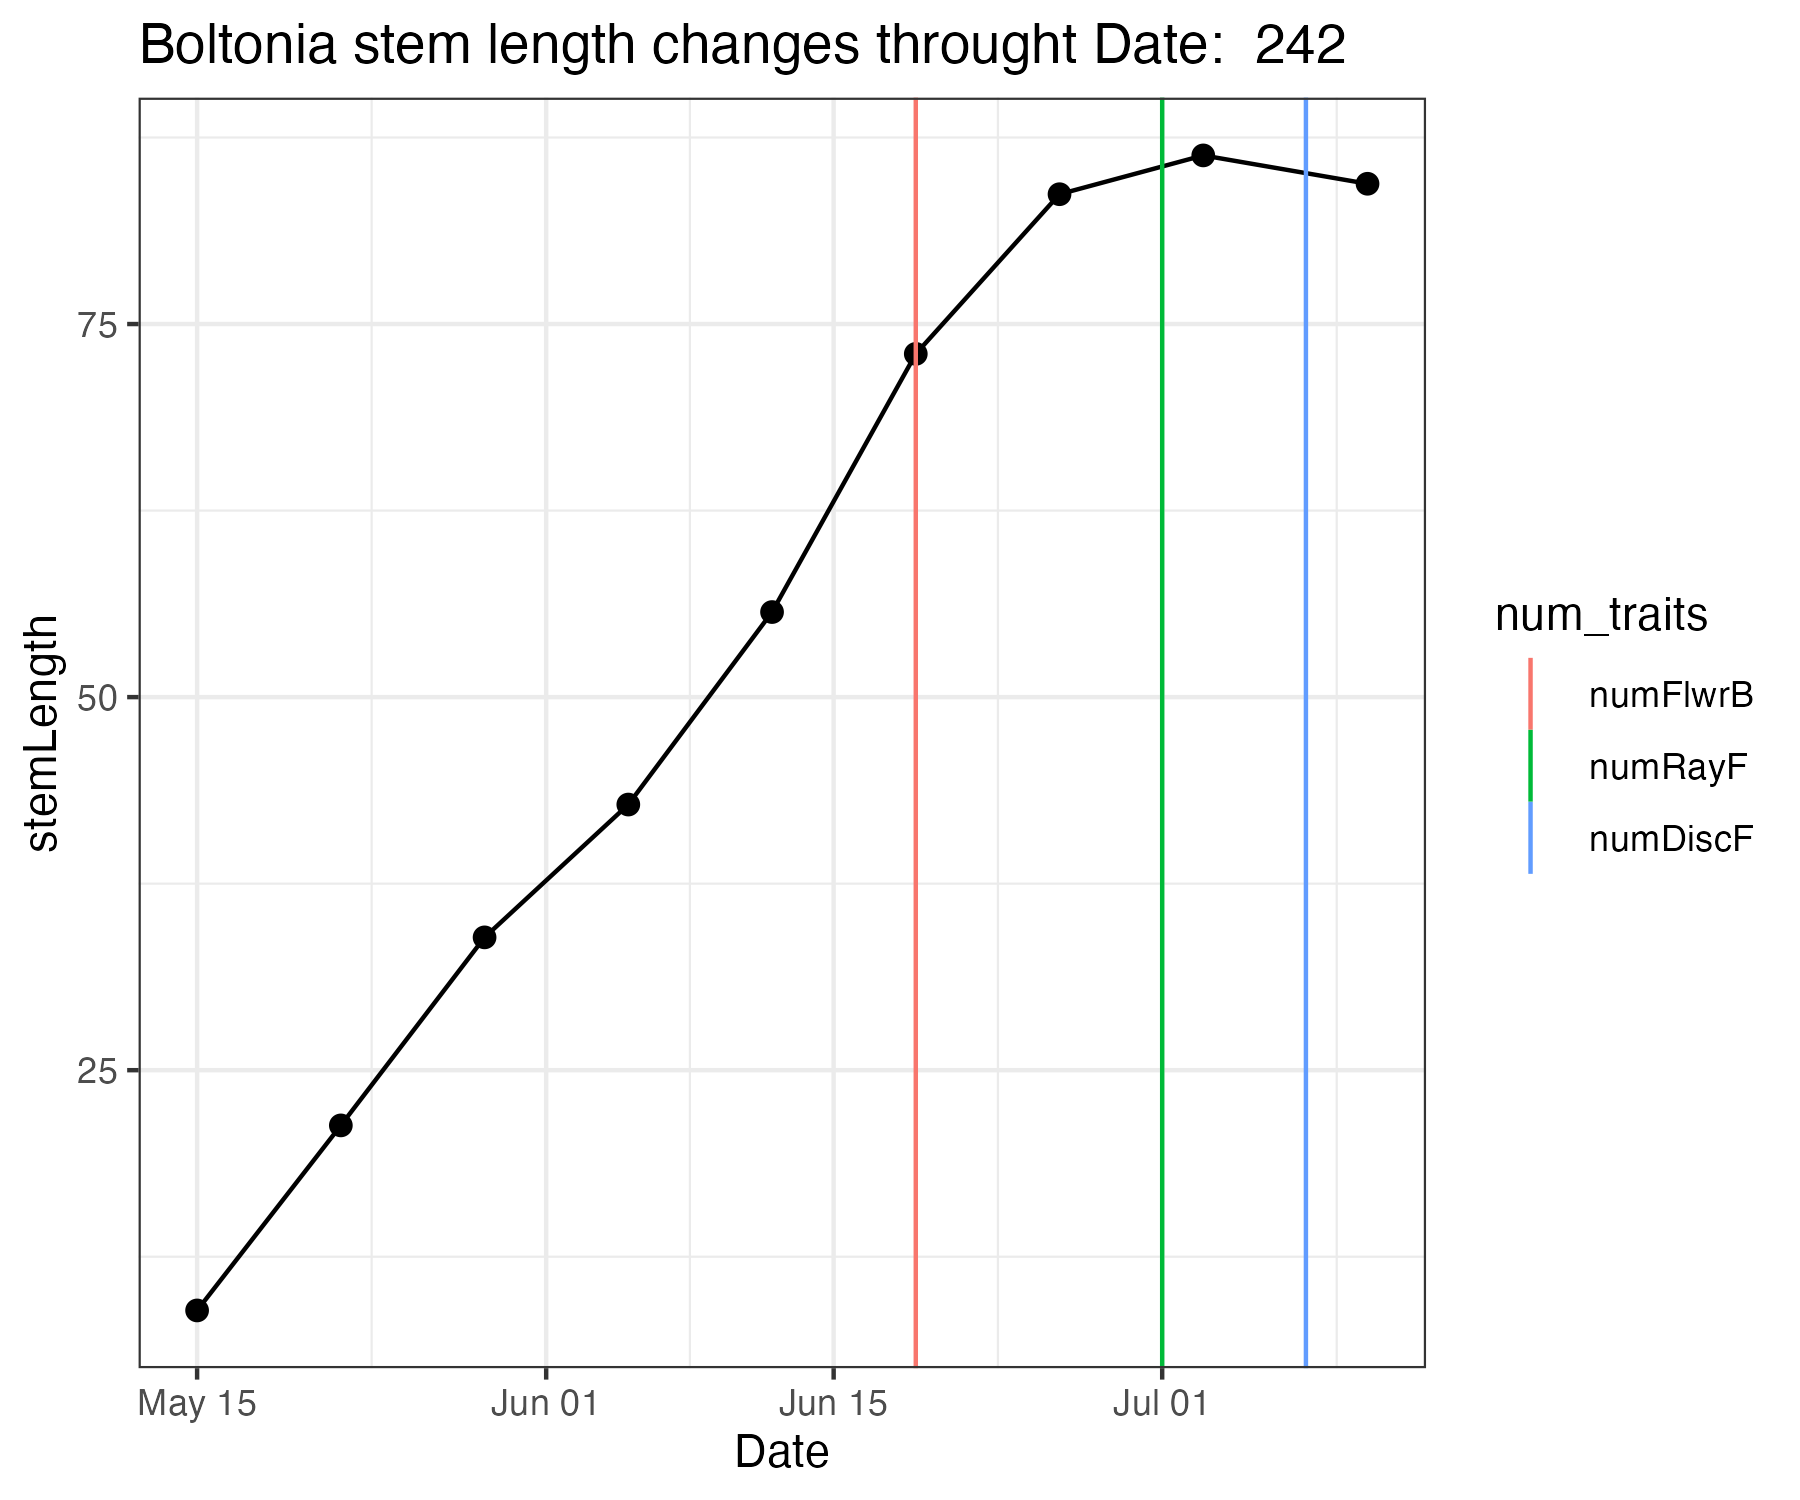 Boltonia stem length changes throught Date:  242
stemLength
75
50
25
May 15
Jun 01
Jun 15
Jul 01
Date
num_traits
numFlwrB
numRayF
numDiscF